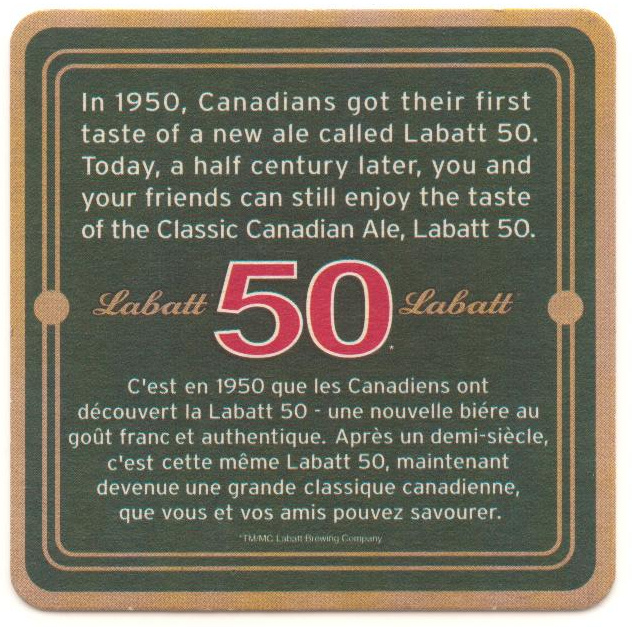 In 1950, Canadians got their first
taste of a new ale called Labatt 50.
Today, a half century later, you and
your friends can still enjoy the taste
of the Classic Canadian Ale, Labatt 50.
Labatt 50 Labatt
C'est en 1950 que les Canadiens ont
découvert la Labatt 50 - une nouvelle biére au
goût franc et authentique. Après un demi-siècle,
c'est cette même Labatt 50, maintenant
devenue une grande classique canadienne,
que vous et vos amis pouvez savourer.
*TM/MC Labatt Brewing Company